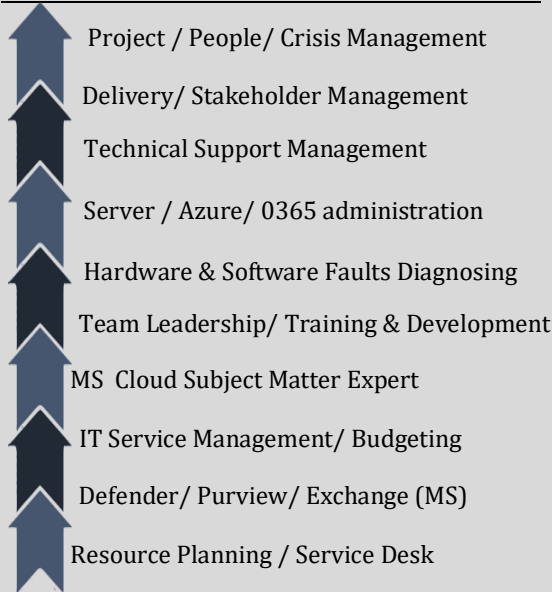 Project / People/ Crisis Management
Delivery/ Stakeholder Management
Technical Support Management
Server / Azure/ 0365 administration
Hardware & Software Faults Diagnosing
Team Leadership/ Training & Development
MS  Cloud Subject Matter Expert
IT Service Management/ Budgeting
Defender/ Purview/ Exchange (MS)
Resource Planning / Service Desk